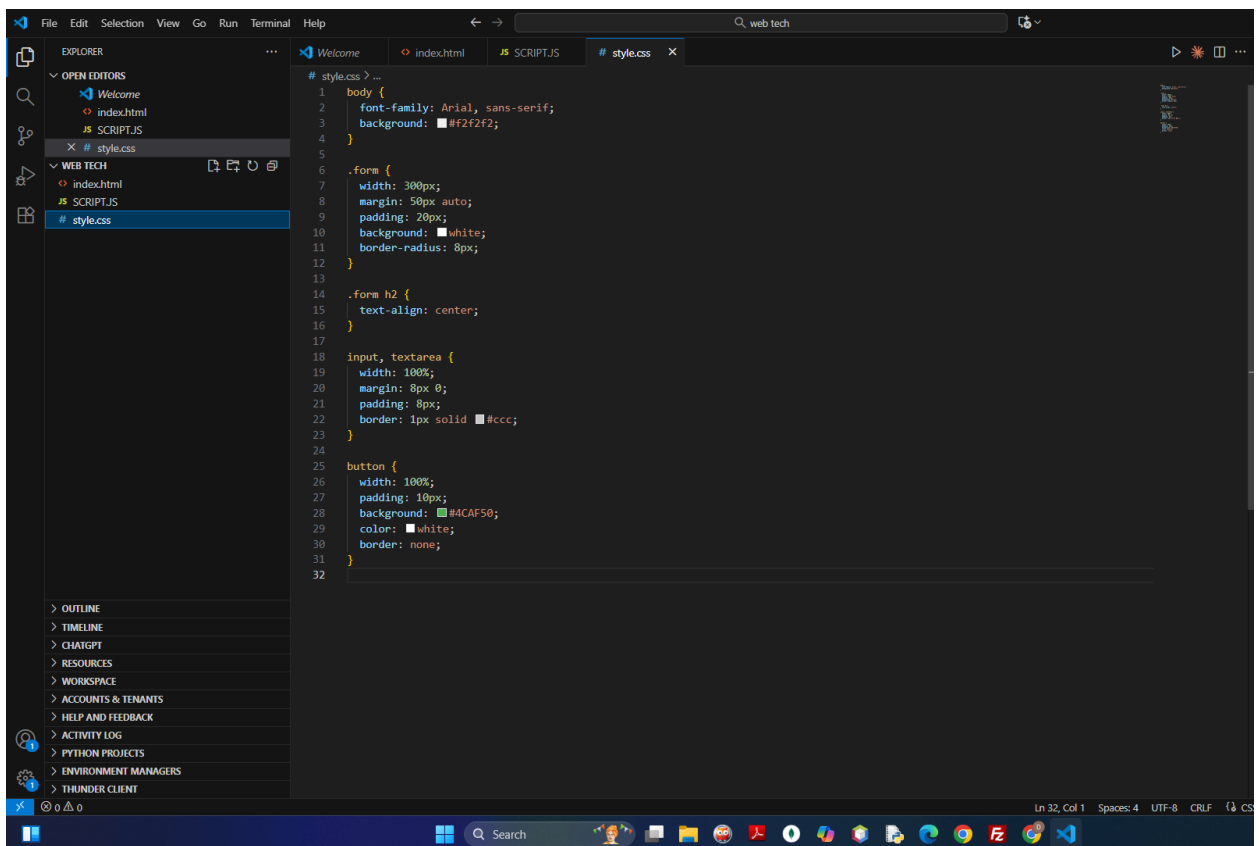 File Edit Selection View Go Run Terminal Help
web tech
EXPLORER
OPEN EDITORS
Welcome
index.html
JS SCRIPT.JS
# style.css
WEB TECH
index.html
JS SCRIPT.JS
# style.css
OUTLINE
TIMELINE
CHATGPT
RESOURCES
WORKSPACE
ACCOUNTS & TENANTS
HELP AND FEEDBACK
ACTIVITY LOG
PYTHON PROJECTS
ENVIRONMENT MANAGERS
THUNDER CLIENT
1
1
Welcome index.html JS SCRIPT.JS # style.css
# style.css > ...
1 body {
2 font-family: Arial, sans-serif;
3 background: #f2f2f2;
4 }
5
6 .form {
7 width: 300px;
8 margin: 50px auto;
9 padding: 20px;
10 background: white;
11 border-radius: 8px;
12 }
13
14 .form h2 {
15 text-align: center;
16 }
17
18 input, textarea {
19 width: 100%;
20 margin: 8px 0;
21 padding: 8px;
22 border: 1px solid #ccc;
23 }
24
25 button {
26 width: 100%;
27 padding: 10px;
28 background: #4CAF50;
29 color: white;
30 border: none;
31 }
32
0 0 Ln 32, Col 1 Spaces: 4 UTF-8 CRLF {} CS
Search